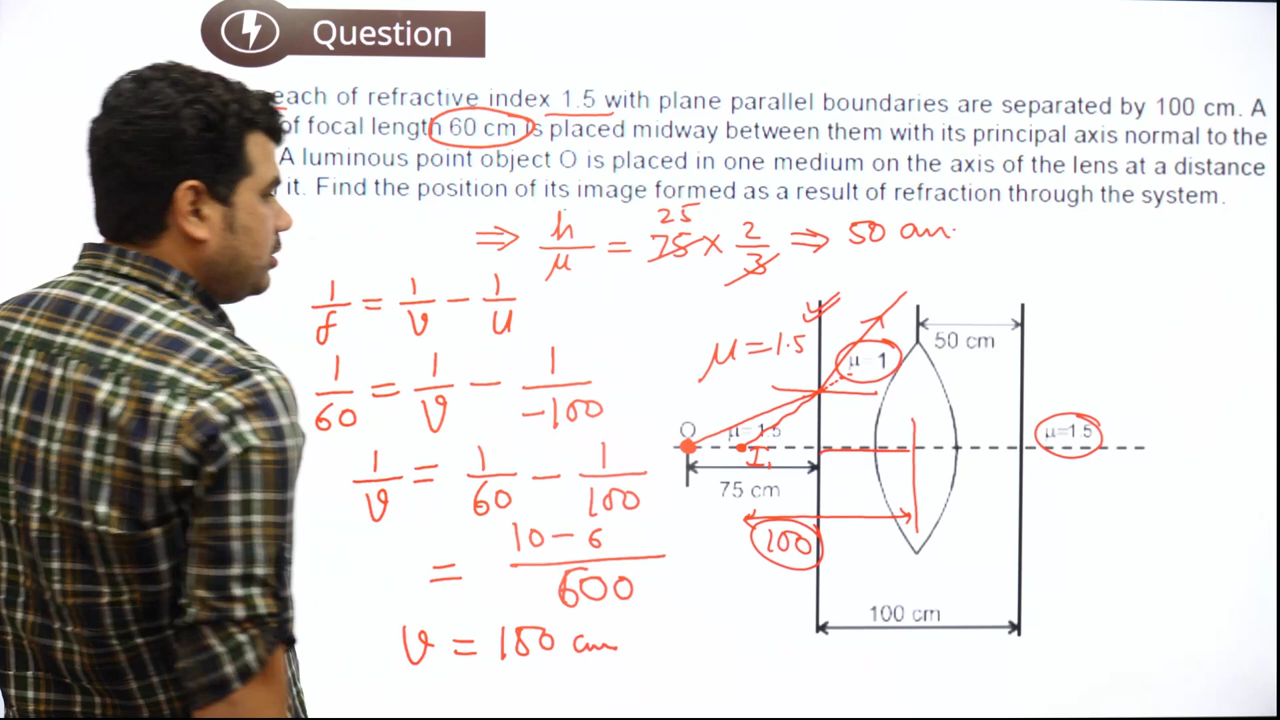 Question
each of refractive index 1.5 with plane parallel boundaries are separated by 100 cm. A
of focal length 60 cm is placed midway between them with its principal axis normal to the
A luminous point object O is placed in one medium on the axis of the lens at a distance
it. Find the position of its image formed as a result of refraction through the system.
⇒ h/μ = 75 25 × 2/3 ⇒ 50 cm.
1/f = 1/v − 1/u
1/60 = 1/v − 1/−100
1/v = 1/60 − 1/100
= 10−6/600
v = 150 cm
μ = 1.5
μ=1
50 cm
O
μ=1.5
I₁
μ=1.5
75 cm
100
100 cm